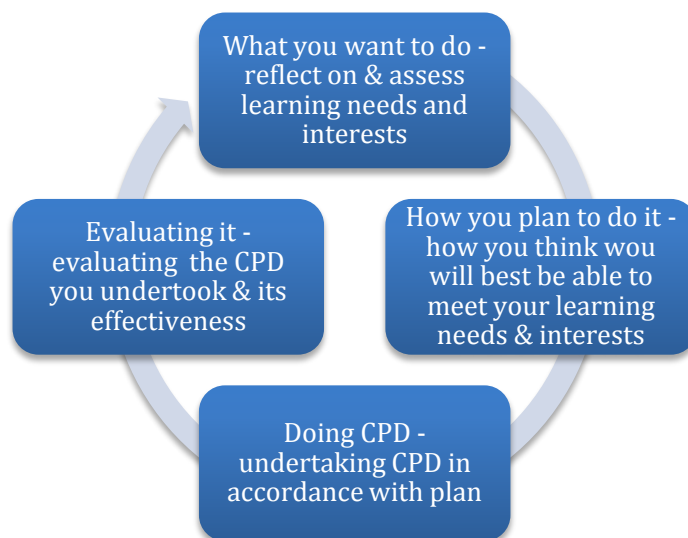 What you want to do -
reflect on & assess
learning needs and
interests
How you plan to do it -
how you think wou
will best be able to
meet your learning
needs & interests
Doing CPD -
undertaking CPD in
accordance with plan
Evaluating it -
evaluating the CPD
you undertook & its
effectiveness